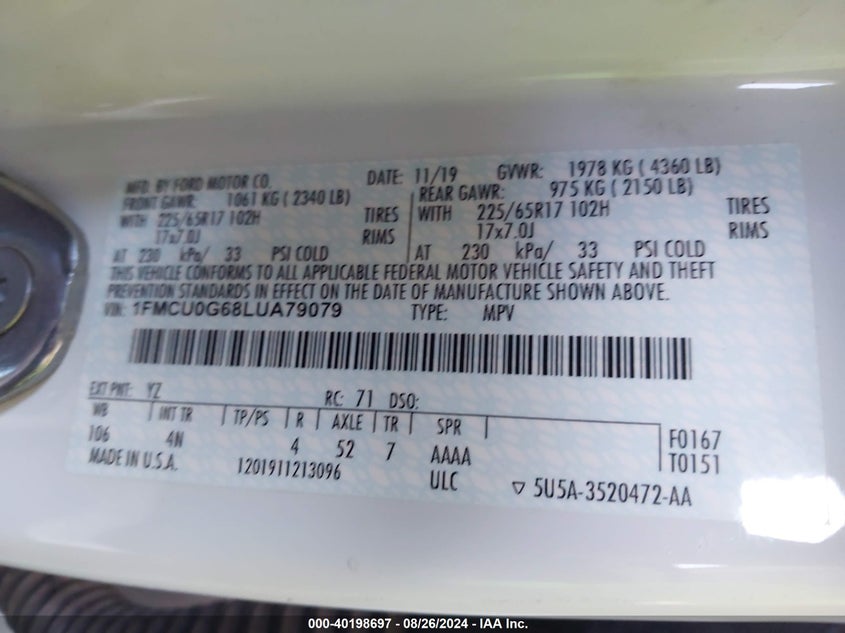 MFD. BY FORD MOTOR CO. DATE: 11/19 GVWR: 1978 KG ( 4360 LB)
FRONT GAWR: 1061 KG ( 2340 LB) REAR GAWR: 975 KG ( 2150 LB)
WITH 225/65R17 102H TIRES WITH 225/65R17 102H TIRES
17x7.0J RIMS 17x7.0J RIMS
AT 230 kPa/ 33 PSI COLD AT 230 kPa/ 33 PSI COLD
THIS VEHICLE CONFORMS TO ALL APPLICABLE FEDERAL MOTOR VEHICLE SAFETY AND THEFT
PREVENTION STANDARDS IN EFFECT ON THE DATE OF MANUFACTURE SHOWN ABOVE.
VIN: 1FMCU0G68LUA79079 TYPE: MPV
EXT PNT: YZ RC: 71 DSO:
WB INT TR TP/PS R AXLE TR SPR
106 4N 4 52 7 AAAA F0167
MADE IN U.S.A. 1201911213096 ULC T0151
▽ 5U5A-3520472-AA
000-40198697 - 08/26/2024 - IAA Inc.